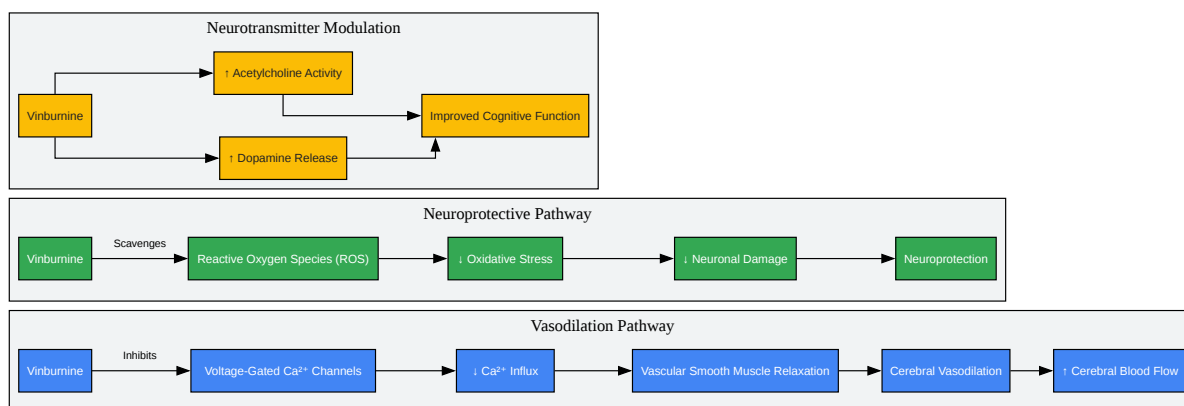 Neurotransmitter Modulation
↑ Acetylcholine Activity
Vinburnine
Improved Cognitive Function
↑ Dopamine Release
Neuroprotective Pathway
Vinburnine
Scavenges
Reactive Oxygen Species (ROS)
↓ Oxidative Stress
↓ Neuronal Damage
Neuroprotection
Vasodilation Pathway
Vinburnine
Inhibits
Voltage-Gated Ca²⁺ Channels
↓ Ca²⁺ Influx
Vascular Smooth Muscle Relaxation
Cerebral Vasodilation
↑ Cerebral Blood Flow